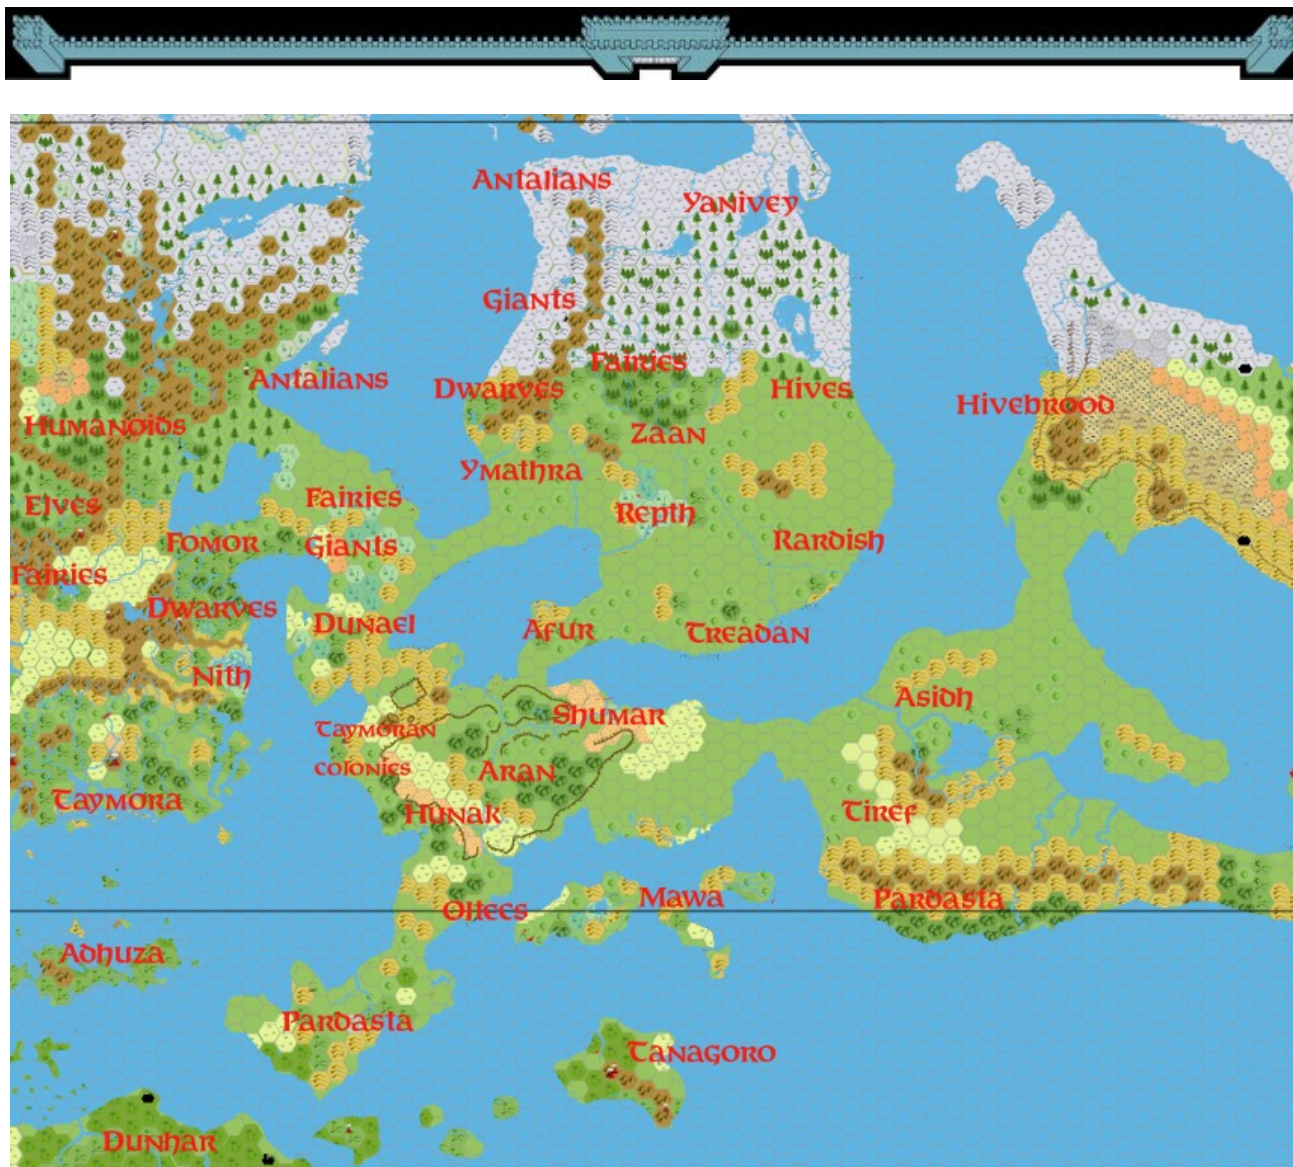 Antalians
Yanivey
Giants
Fairies
Antalians
Dwarves
Hives
Hivebrood
Humanoids
Zaan
Ymathra
Elves
Fairies
Repth
Fomor
Giants
Rardish
Fairies
Dwarves
Dunael
Afur
Treadan
Nith
Asidh
Taymoran
colonies
Shumar
Aran
Taymora
Hunak
Tiref
Ollecs
Mawa
Pardasta
Adhuza
Pardasta
Tanagoro
Dunhar